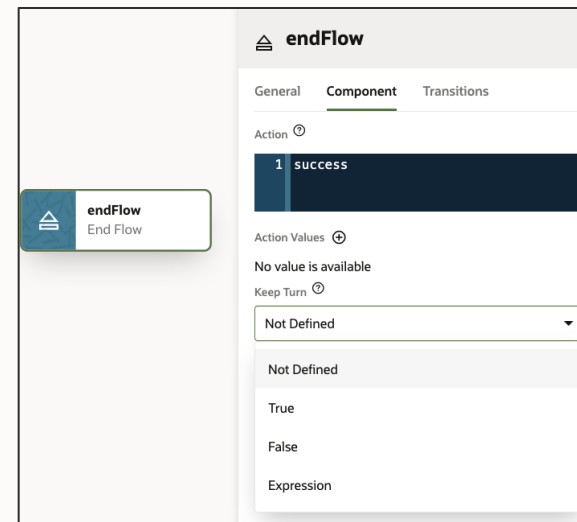 endFlow
General Component Transitions
Action
1 success
endFlow
End Flow
Action Values
No value is available
Keep Turn
Not Defined
Not Defined
True
False
Expression